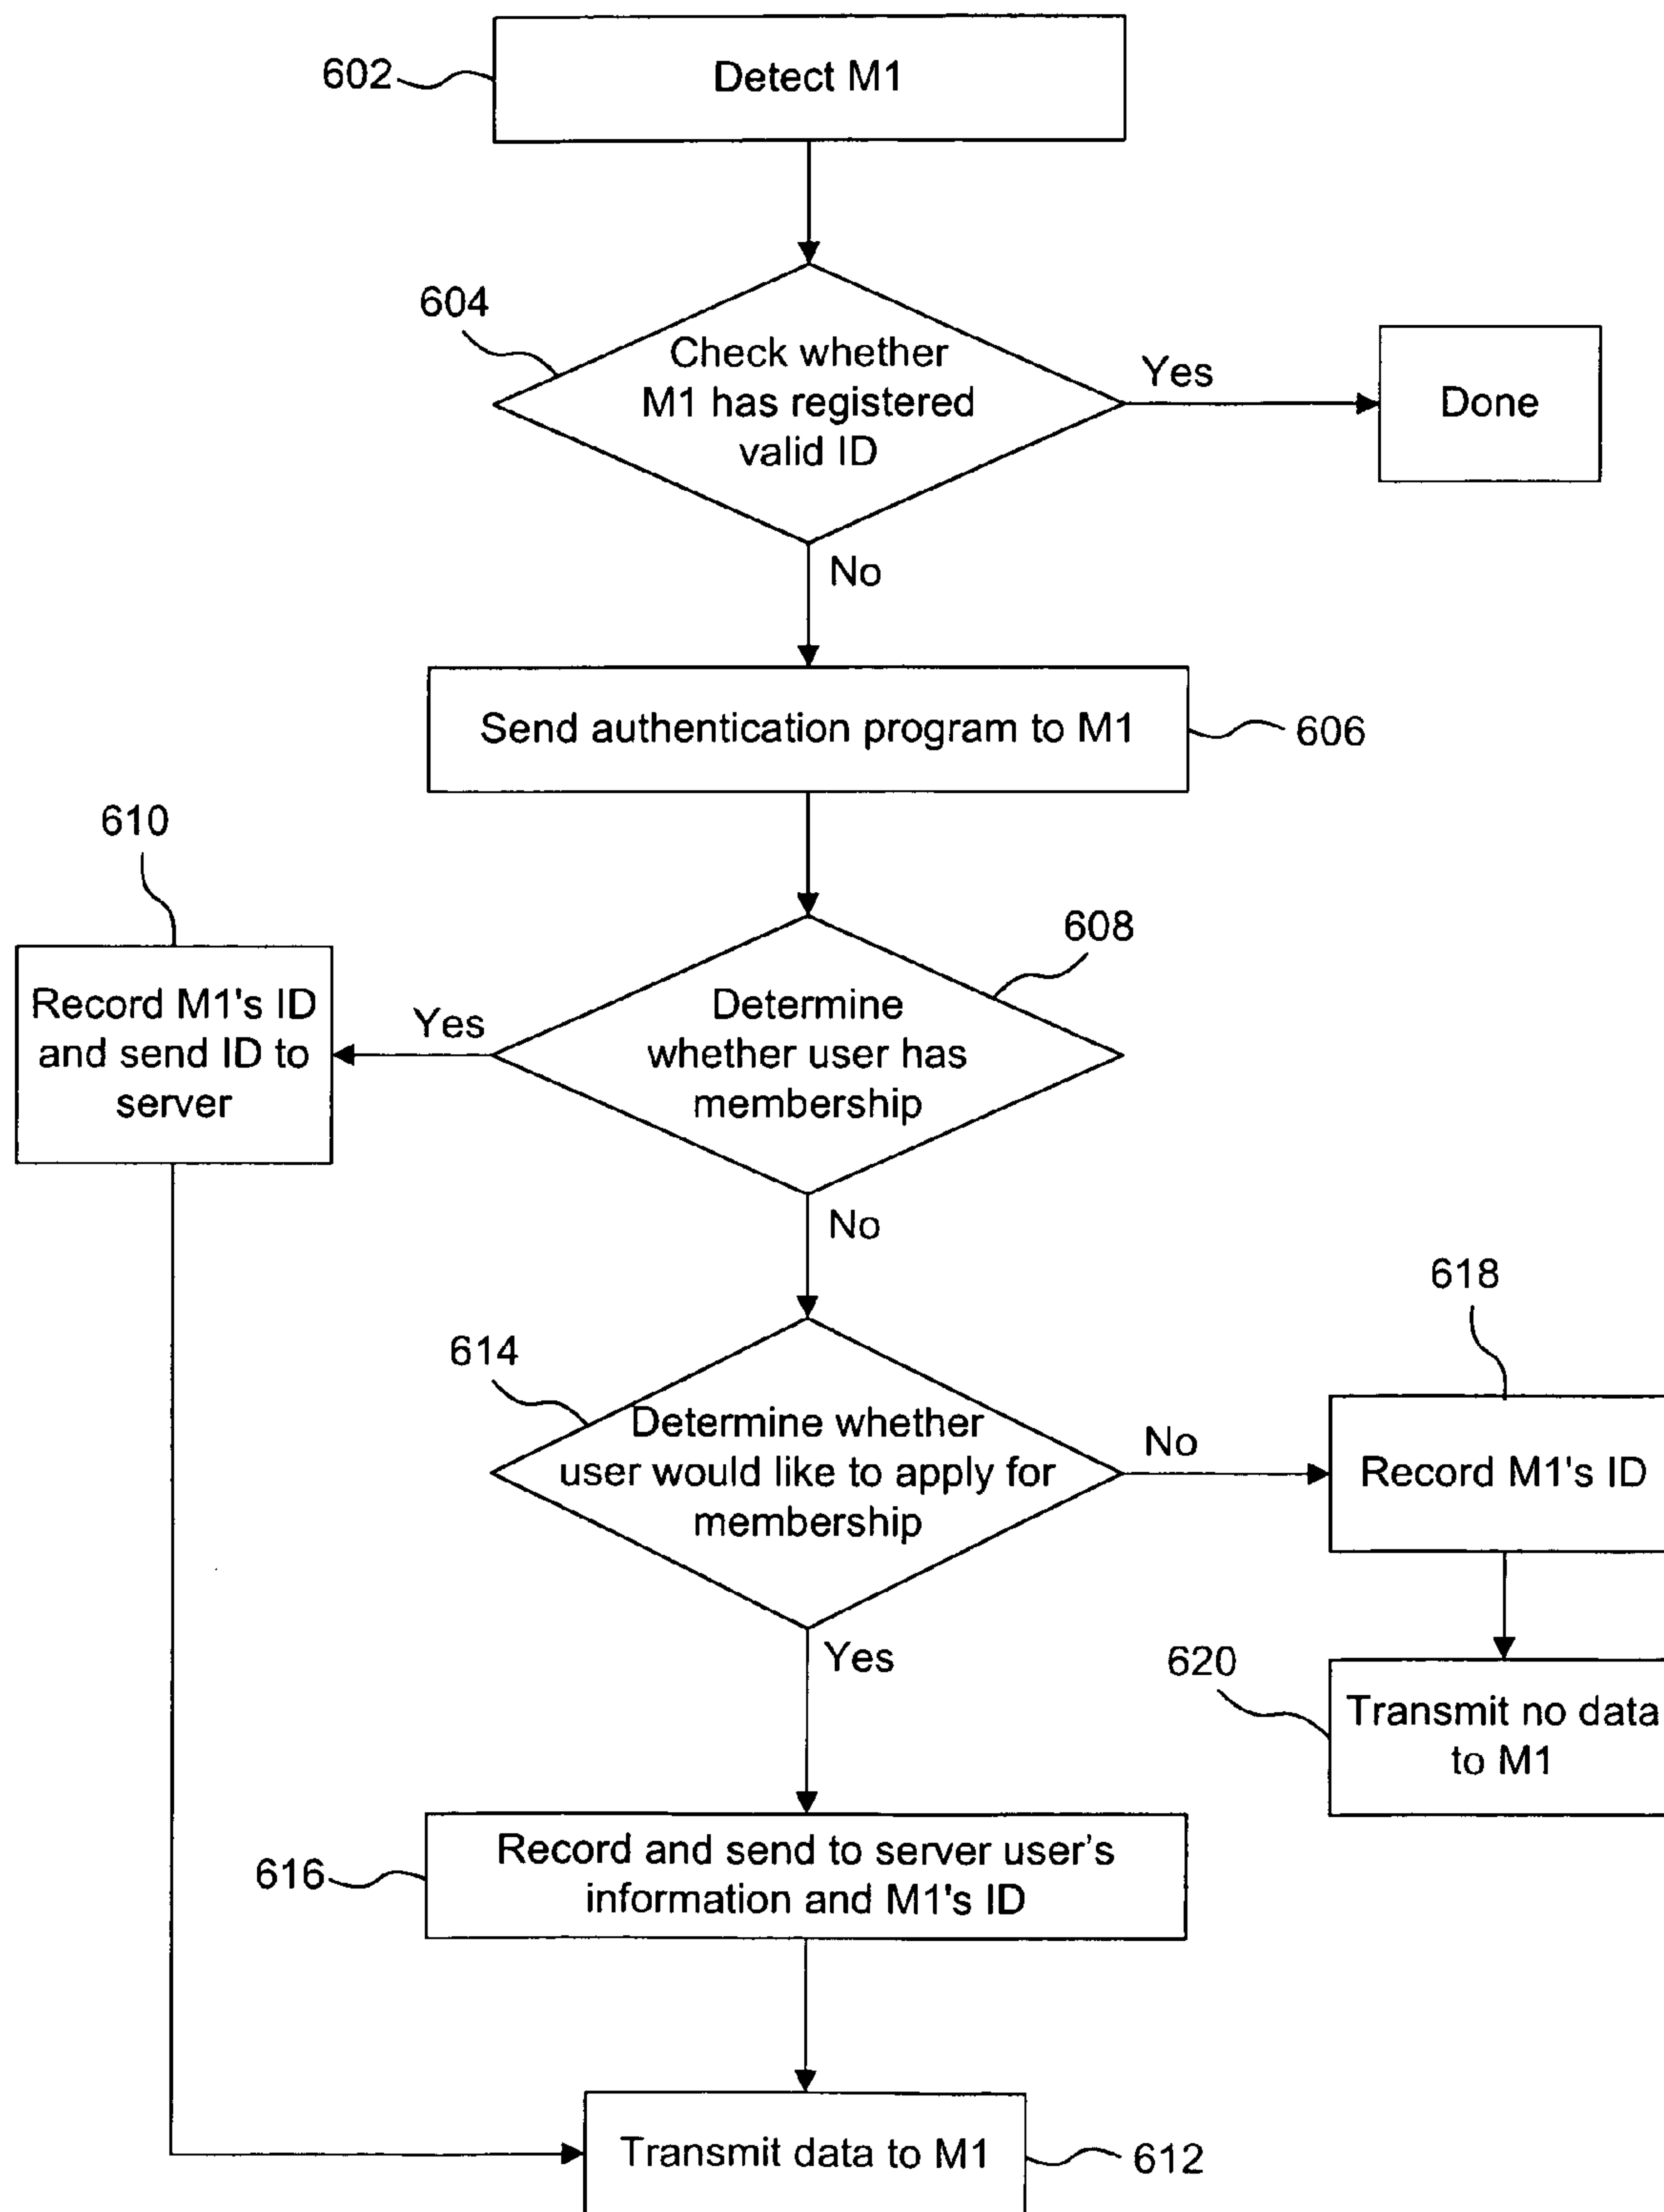 602
Detect M1
604
Check whether
M1 has registered
valid ID
Yes
Done
No
Send authentication program to M1
606
610
608
Record M1's ID
and send ID to
server
Yes
Determine
whether user has
membership
No
618
614
Determine whether
user would like to apply for
membership
No
Record M1's ID
Yes
620
Transmit no data
to M1
616
Record and send to server user's
information and M1's ID
Transmit data to M1
612